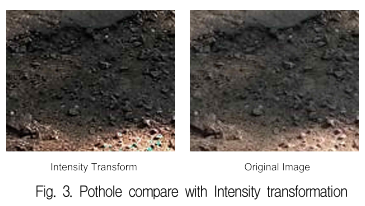 Intensity Transform
Original Image
Fig. 3. Pothole compare with Intensity transformation